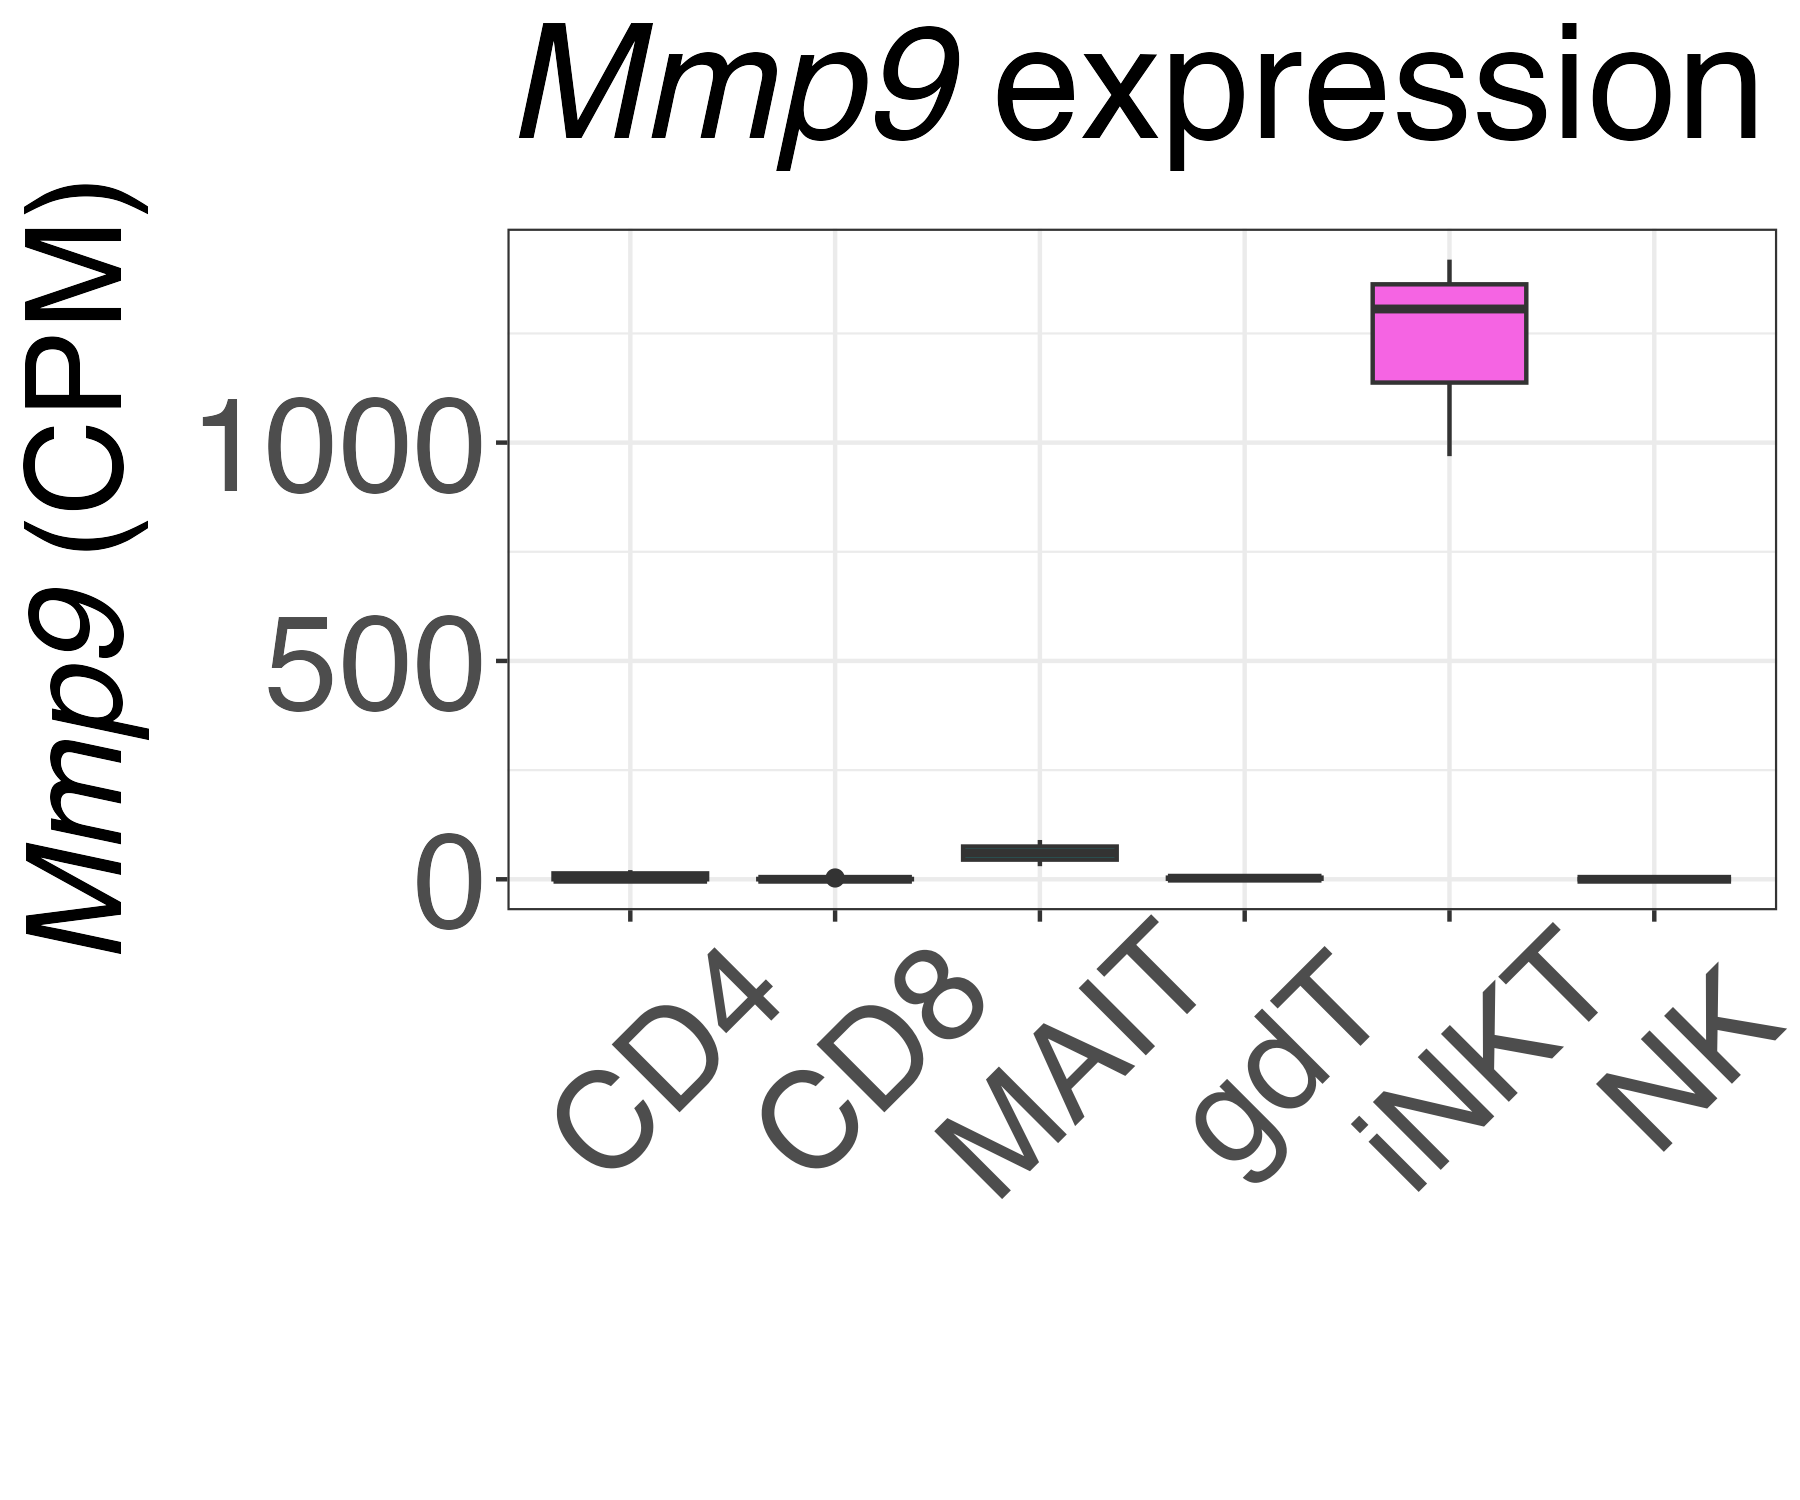 Mmp9 expression
Mmp9 (CPM)
1000
500
0
CD4
CD8
MAIT
gdT
iNKT
NK